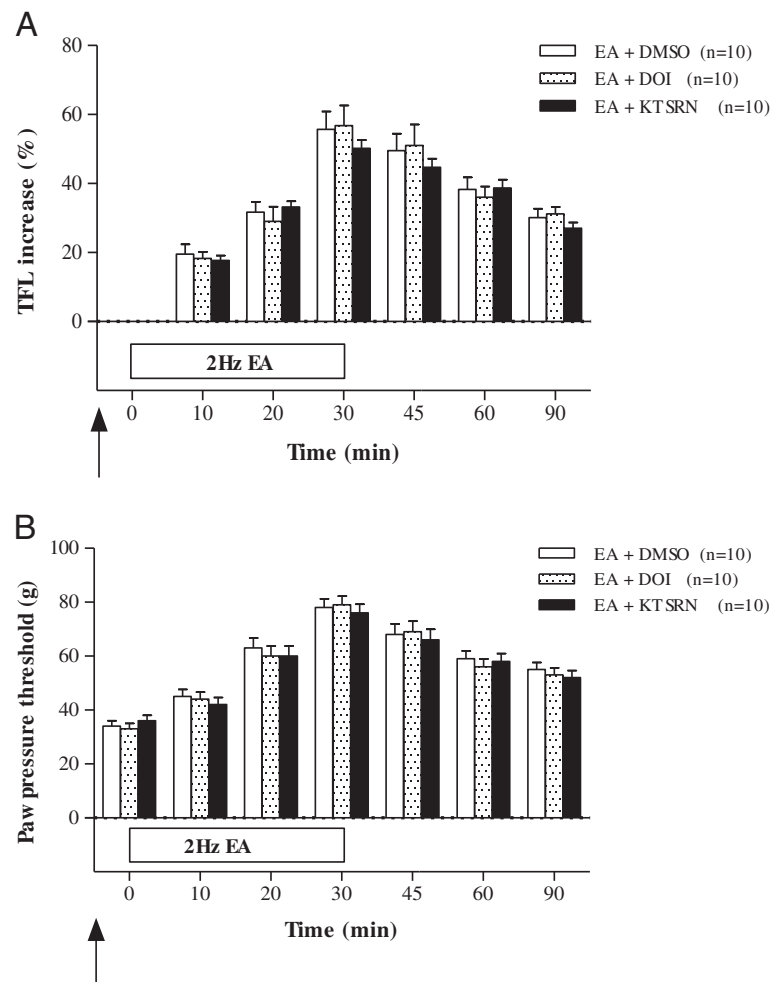 A
TFL increase (%)
80
60
40
20
0
EA + DMSO (n=10)
EA + DOI (n=10)
EA + KTSRN (n=10)
2Hz EA
0 10 20 30 45 60 90
Time (min)
B
Paw pressure threshold (g)
100
80
60
40
20
0
EA + DMSO (n=10)
EA + DOI (n=10)
EA + KTSRN (n=10)
2Hz EA
0 10 20 30 45 60 90
Time (min)